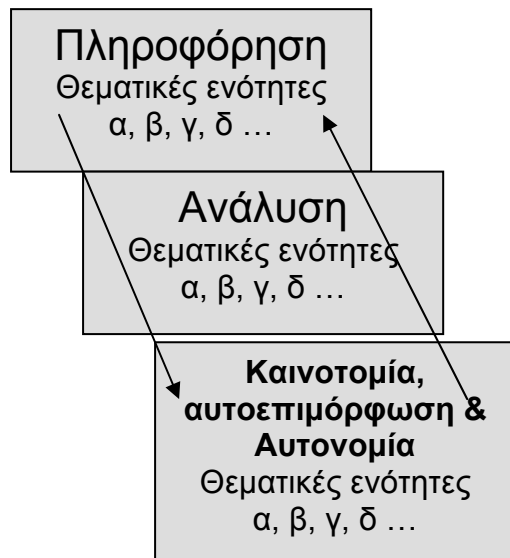 Πληροφόρηση
Θεματικές ενότητες
α, β, γ, δ …
Ανάλυση
Θεματικές ενότητες
α, β, γ, δ …
Καινοτομία,
αυτοεπιμόρφωση &
Αυτονομία
Θεματικές ενότητες
α, β, γ, δ …